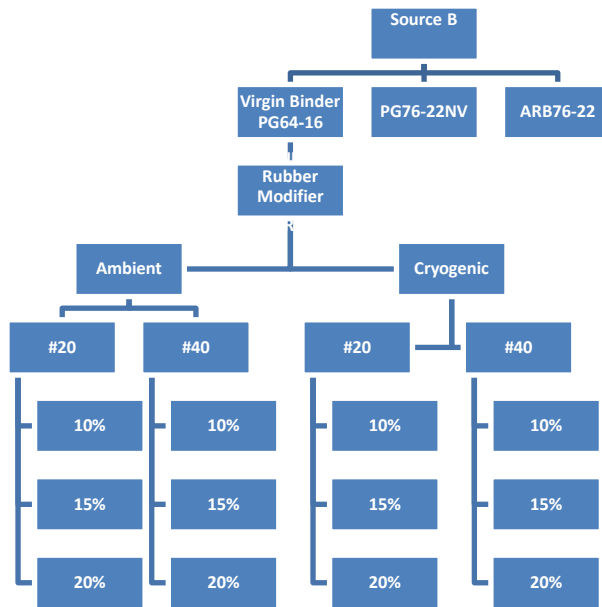 Source B
Virgin Binder
PG64-16
PG76-22NV
ARB76-22
Rubber
Modifier
Ambient
Cryogenic
#20
#40
#20
#40
10%
10%
10%
10%
15%
15%
15%
15%
20%
20%
20%
20%